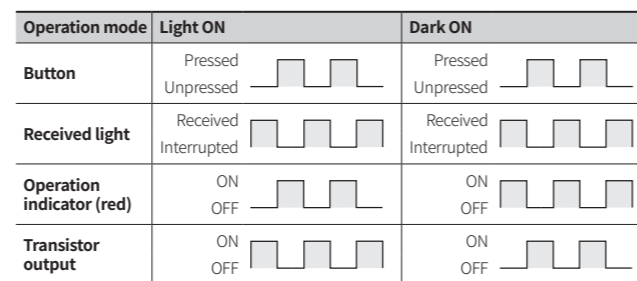 Operation mode Light ON Dark ON
Button Pressed Unpressed Pressed Unpressed
Received light Received Interrupted Received Interrupted
Operation indicator (red) ON OFF ON OFF
Transistor output ON OFF ON OFF